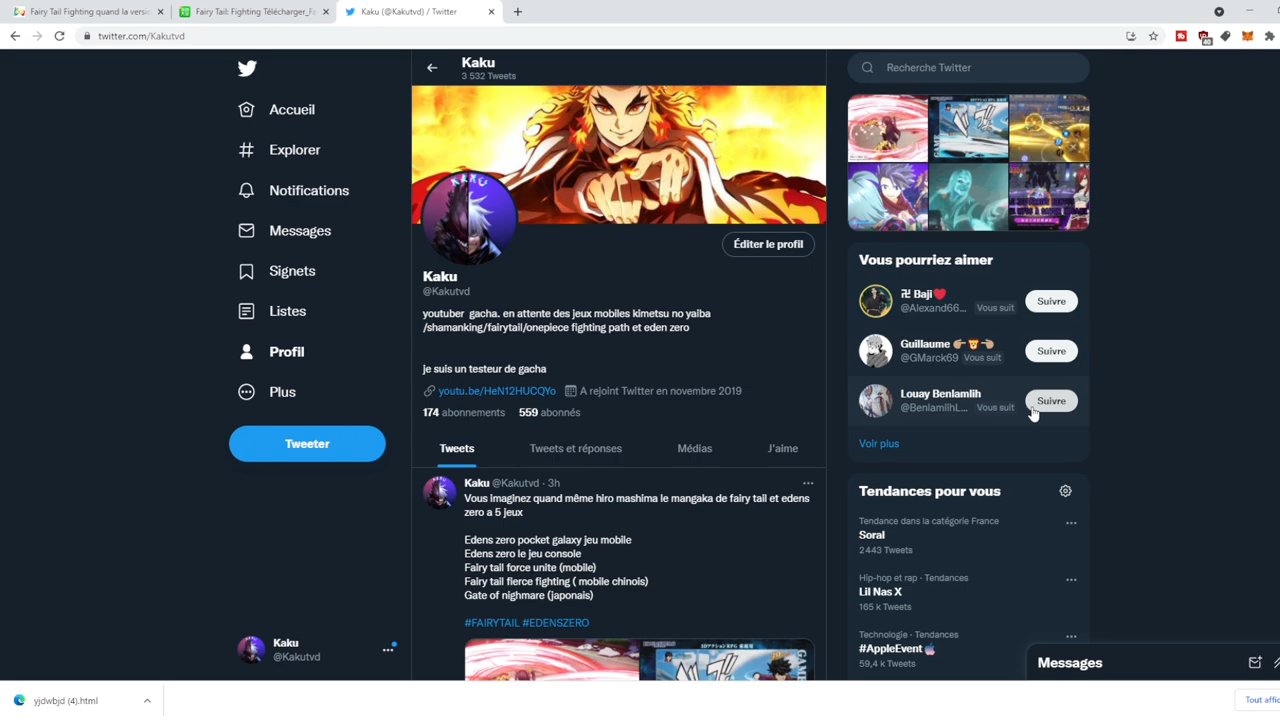 Fairy Tail Fighting quand la versio
Fairy Tail: Fighting Télécharger_Fa
Kaku (@Kakutvd) / Twitter
twitter.com/Kakutvd
40
Accueil
Explorer
Notifications
Messages
Signets
Listes
Profil
Plus
Tweeter
Kaku
@Kakutvd
Kaku
3 532 Tweets
KAKU
Éditer le profil
Kaku
@Kakutvd
youtuber gacha. en attente des jeux mobiles kimetsu no yaiba
/shamanking/fairytail/onepiece fighting path et eden zero
je suis un testeur de gacha
youtu.be/HeN12HUCQYo A rejoint Twitter en novembre 2019
174 abonnements 559 abonnés
Tweets Tweets et réponses Médias J'aime
Kaku @Kakutvd · 3h
Vous imaginez quand même hiro mashima le mangaka de fairy tail et edens
zero a 5 jeux
Edens zero pocket galaxy jeu mobile
Edens zero le jeu console
Fairy tail force unite (mobile)
Fairy tail fierce fighting ( mobile chinois)
Gate of nighmare (japonais)
#FAIRYTAIL #EDENSZERO
Recherche Twitter
GAME
Vous pourriez aimer
卍 Baji❤️
@Alexand66... Vous suit
Suivre
Guillaume
@GMarck69 Vous suit
Suivre
Louay Benlamlih
@BenlamlihL... Vous suit
Suivre
Voir plus
Tendances pour vous
Tendance dans la catégorie France
Soral
2 443 Tweets
Hip-hop et rap · Tendances
Lil Nas X
165 k Tweets
Technologie · Tendances
#AppleEvent
59,4 k Tweets
Messages
yjdwbjd (4).html
Tout affic